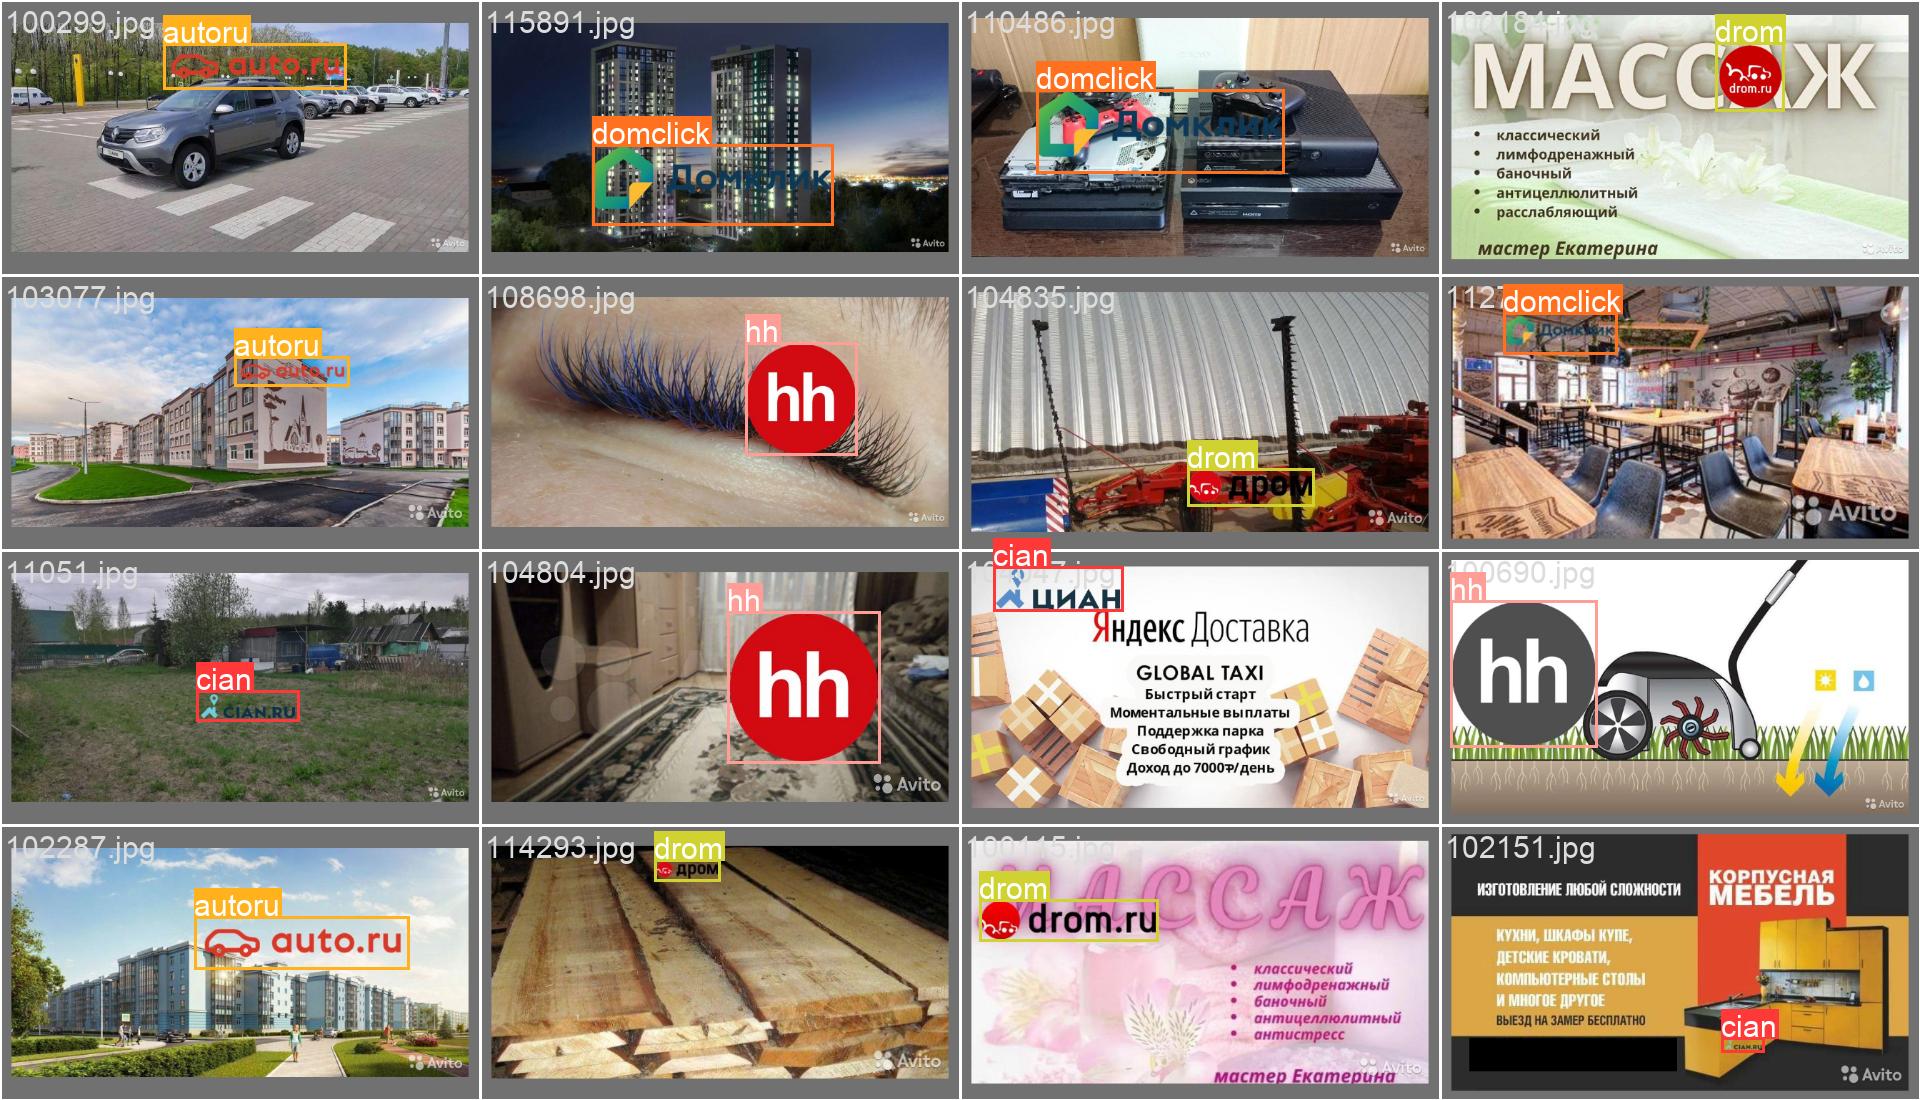 100299.jpg
autoru
auto.ru
Avito
115891.jpg
domclick
Домклик
Avito
110486.jpg
domclick
Домклик
Avito
drom
МАССАЖ
drom.ru
классический
лимфодренажный
баночный
антицеллюлитный
расслабляющий
мастер Екатерина
Avito
103077.jpg
autoru
auto.ru
Avito
108698.jpg
hh
hh
Avito
104835.jpg
drom
дром
Avito
domclick
Домклик
Avito
11051.jpg
cian
CIAN.RU
Avito
104804.jpg
hh
hh
Avito
cian
ЦИАН
Яндекс Доставка
GLOBAL TAXI
Быстрый старт
Моментальные выплаты
Поддержка парка
Свободный график
Доход до 7000₽/день
Avito
100690.jpg
hh
hh
Avito
102287.jpg
autoru
auto.ru
Avito
114293.jpg
drom
дром
Avito
100115.jpg
МАССАЖ
drom
drom.ru
классический
лимфодренажный
баночный
антицеллюлитный
антистресс
мастер Екатерина
Avito
102151.jpg
ИЗГОТОВЛЕНИЕ ЛЮБОЙ СЛОЖНОСТИ
КОРПУСНАЯ
МЕБЕЛЬ
КУХНИ, ШКАФЫ КУПЕ,
ДЕТСКИЕ КРОВАТИ,
КОМПЬЮТЕРНЫЕ СТОЛЫ
И МНОГОЕ ДРУГОЕ
ВЫЕЗД НА ЗАМЕР БЕСПЛАТНО
cian
CIAN.RU
Avito